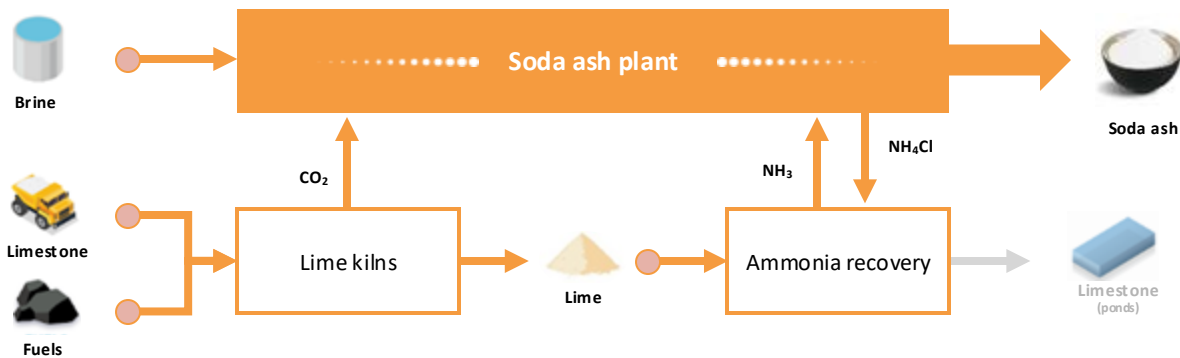 Soda ash plant
Brine
Soda ash
CO₂
NH₃
NH₄Cl
Limestone
Lime kilns
Lime
Ammonia recovery
Limestone
(ponds)
Fuels